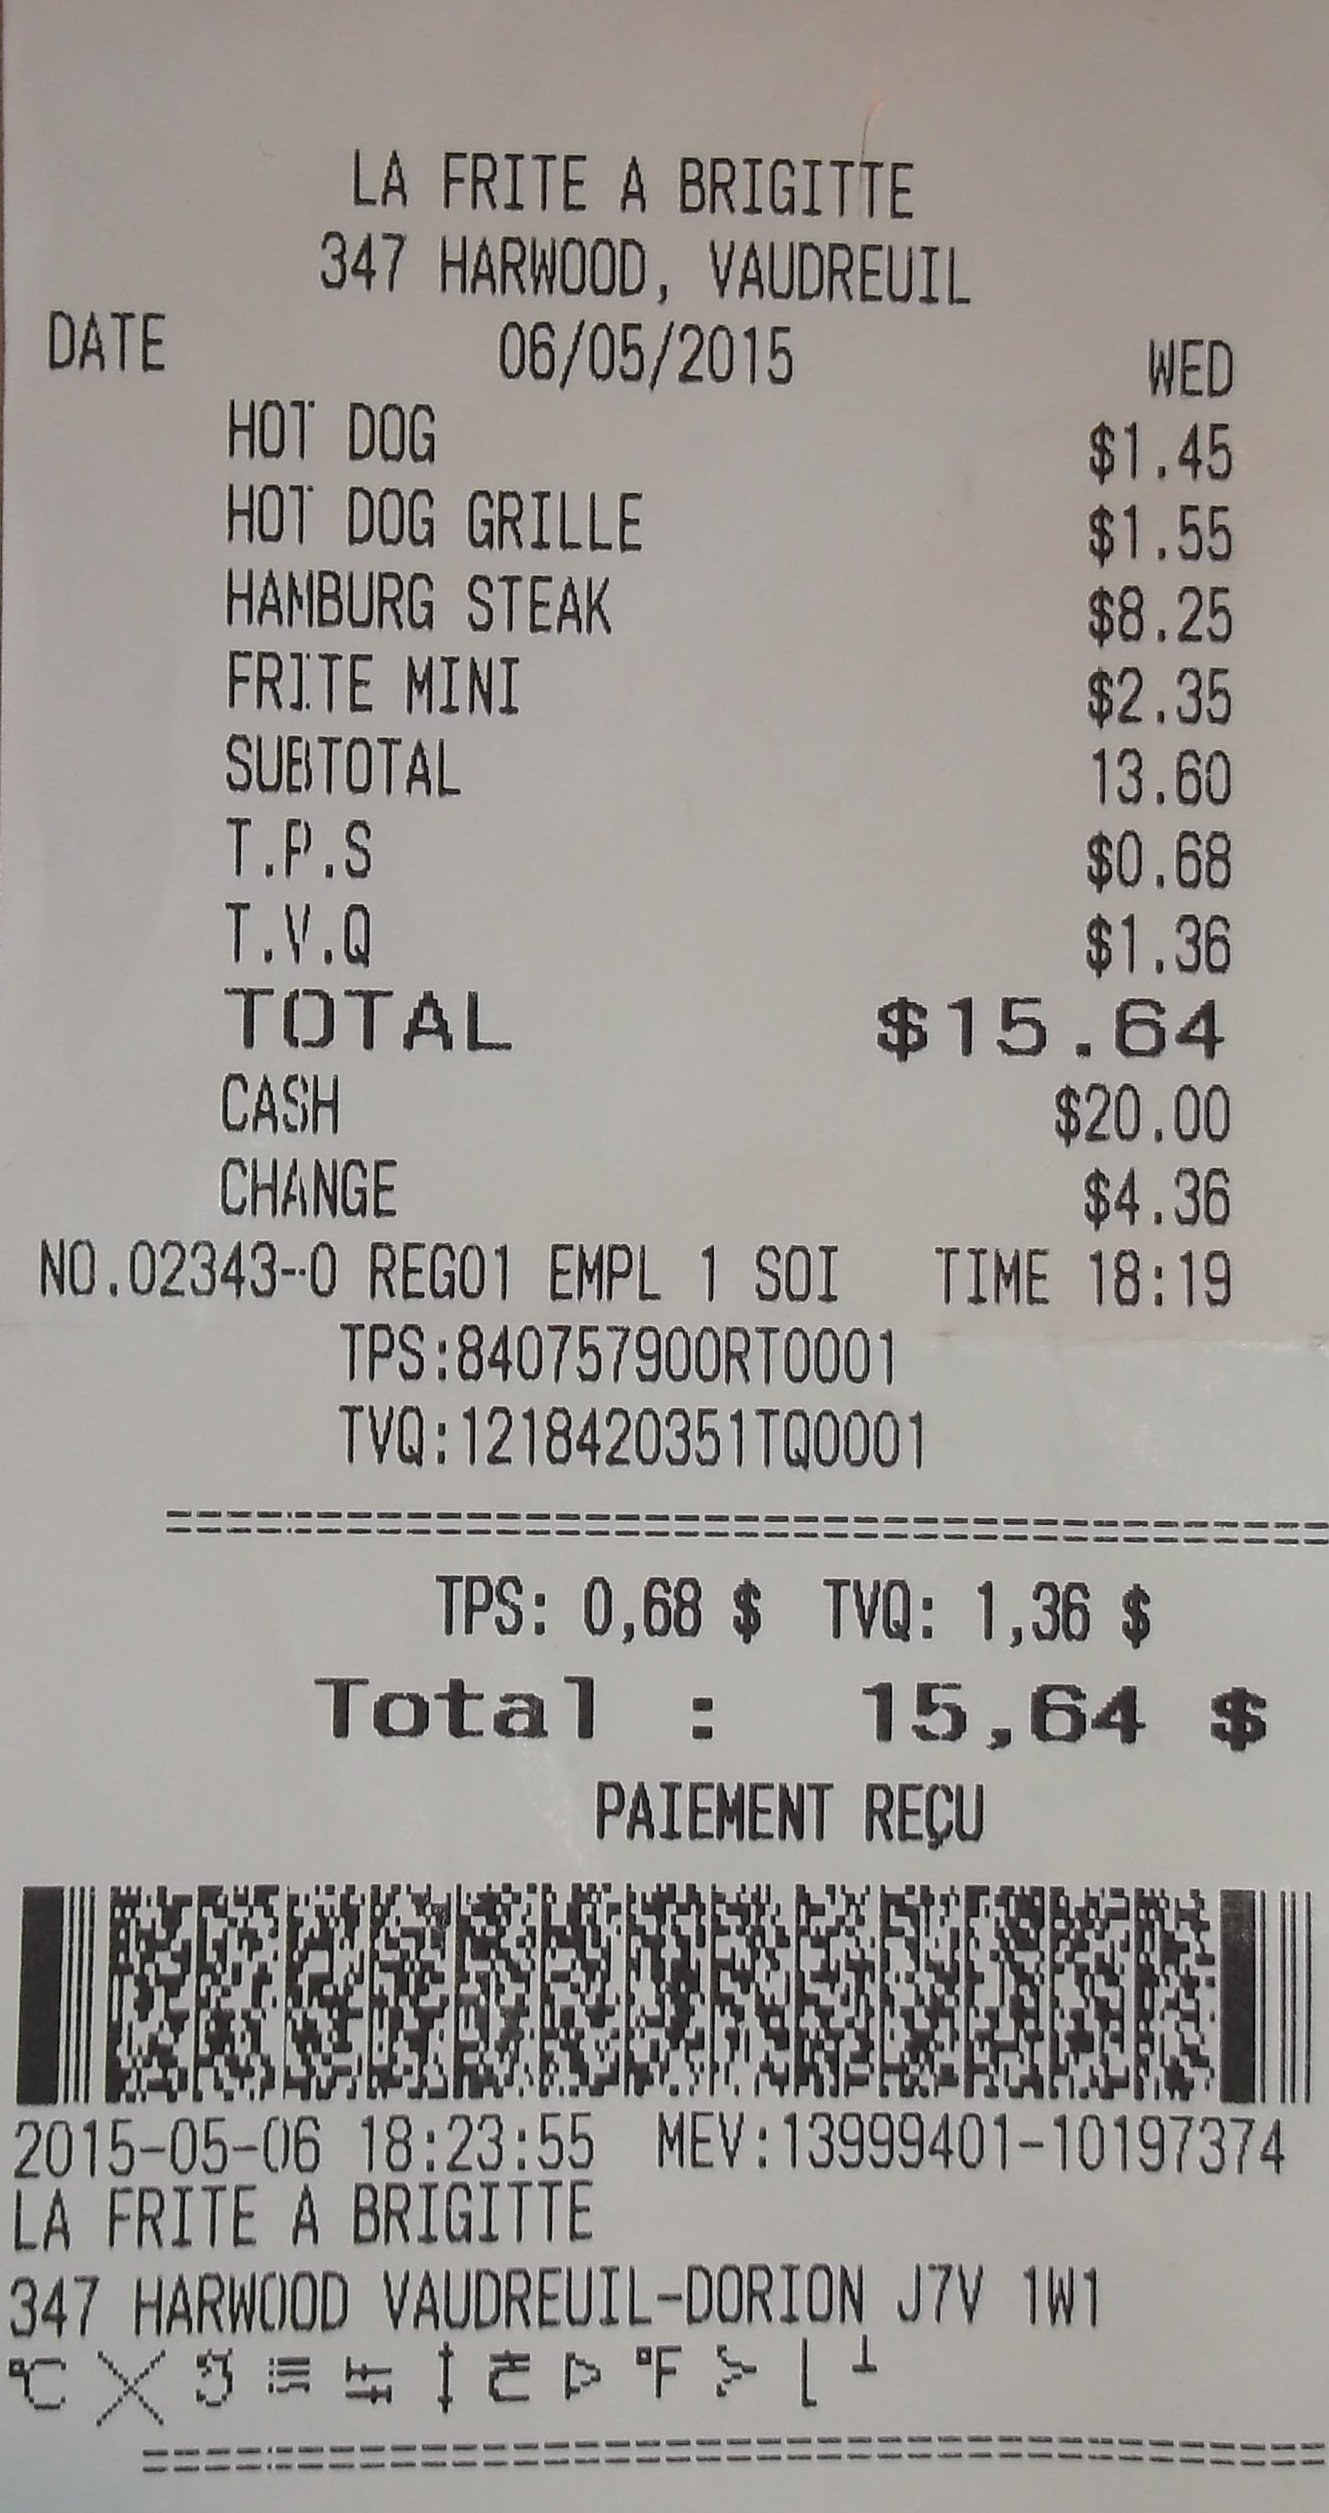 LA FRITE A BRIGITTE
347 HARWOOD, VAUDREUIL
DATE 06/05/2015 WED
HOT DOG $1.45
HOT DOG GRILLE $1.55
HAMBURG STEAK $8.25
FRITE MINI $2.35
SUBTOTAL 13.60
T.P.S $0.68
T.V.Q $1.36
TOTAL $15.64
CASH $20.00
CHANGE $4.36
NO.02343-0 REG01 EMPL 1 SOI TIME 18:19
TPS:840757900RT0001
TVQ:1218420351TQ0001
TPS: 0,68 $ TVQ: 1,36 $
Total : 15,64 $
PAIEMENT REÇU
2015-05-06 18:23:55 MEV:13999401-10197374
LA FRITE A BRIGITTE
347 HARWOOD VAUDREUIL-DORION J7V 1W1